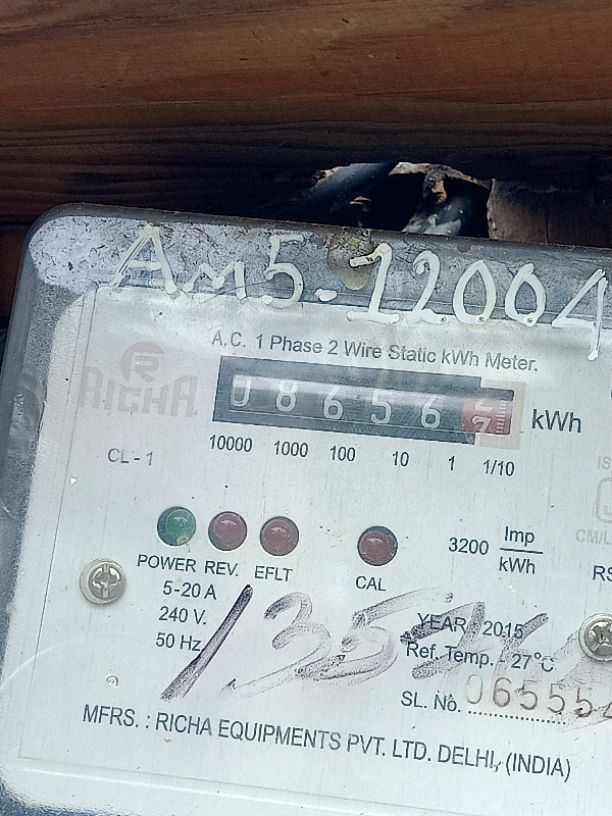 Am5-12004
A.C. 1 Phase 2 Wire Static kWh Meter.
R
RICHA
0 8 6 5 6
kWh
10000 1000 100 10 1 1/10
CL - 1
3200 Imp
kWh
POWER REV. EFLT CAL
5-20 A
240 V.
50 Hz
YEAR 2015
Ref. Temp. - 27°C
SL. No. 06555
MFRS. : RICHA EQUIPMENTS PVT. LTD. DELHI, (INDIA)